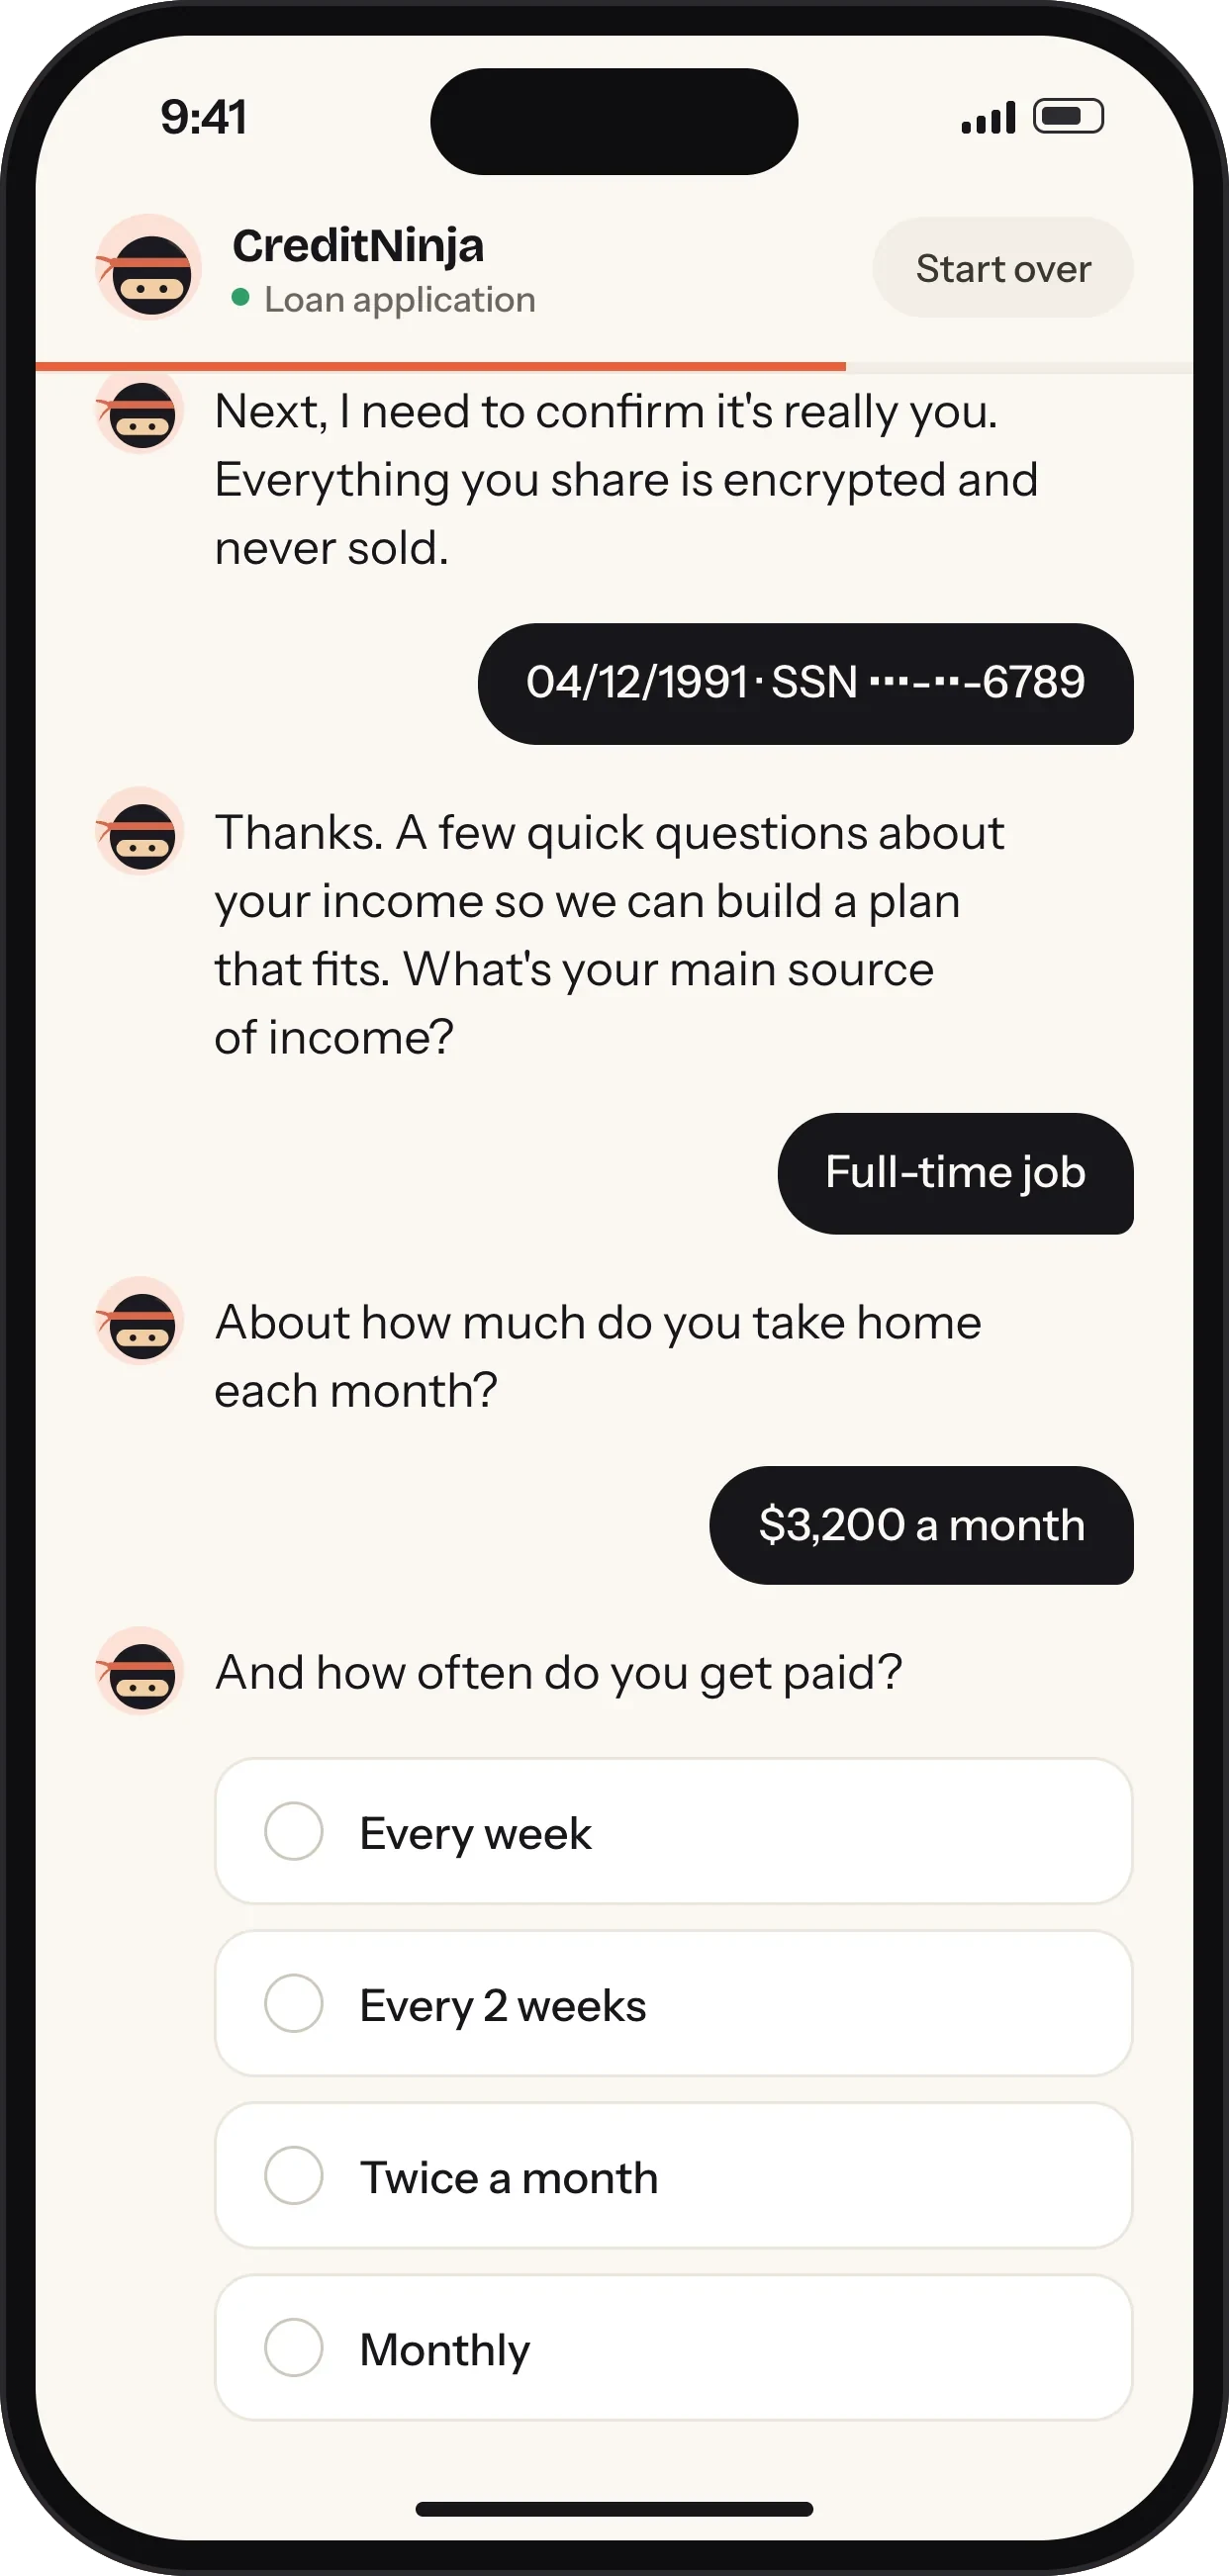 9:41
CreditNinja
Loan application
Start over
Next, I need to confirm it's really you.
Everything you share is encrypted and
never sold.
04/12/1991 · SSN ···-··-6789
Thanks. A few quick questions about
your income so we can build a plan
that fits. What's your main source
of income?
Full-time job
About how much do you take home
each month?
$3,200 a month
And how often do you get paid?
Every week
Every 2 weeks
Twice a month
Monthly